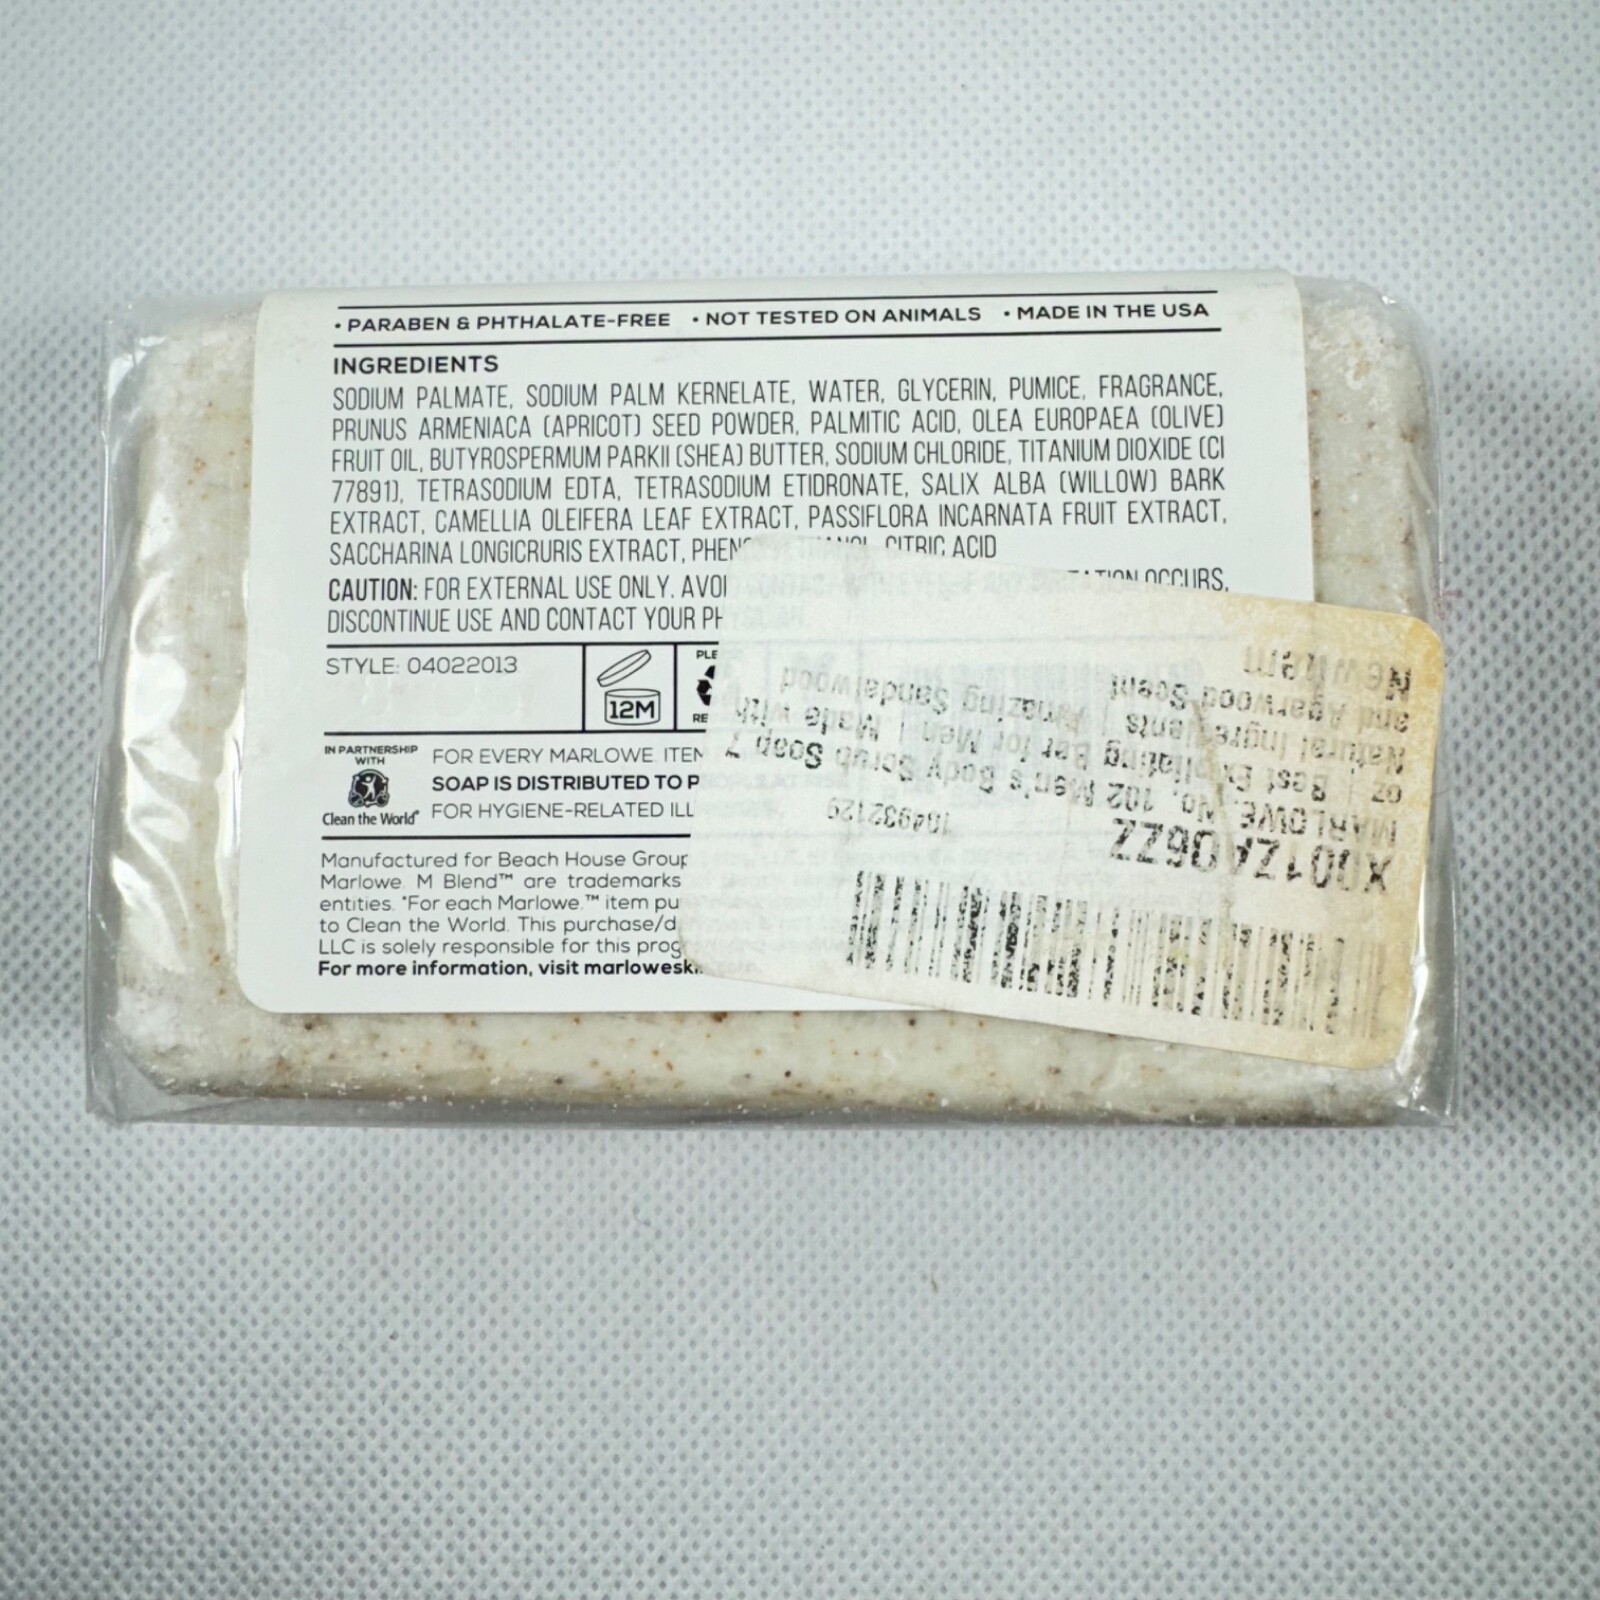 • PARABEN & PHTHALATE-FREE • NOT TESTED ON ANIMALS • MADE IN THE USA
INGREDIENTS
SODIUM PALMATE, SODIUM PALM KERNELATE, WATER, GLYCERIN, PUMICE, FRAGRANCE,
PRUNUS ARMENIACA (APRICOT) SEED POWDER, PALMITIC ACID, OLEA EUROPAEA (OLIVE)
FRUIT OIL, BUTYROSPERMUM PARKII (SHEA) BUTTER, SODIUM CHLORIDE, TITANIUM DIOXIDE (CI
77891), TETRASODIUM EDTA, TETRASODIUM ETIDRONATE, SALIX ALBA (WILLOW) BARK
EXTRACT, CAMELLIA OLEIFERA LEAF EXTRACT, PASSIFLORA INCARNATA FRUIT EXTRACT,
SACCHARINA LONGICRURIS EXTRACT, CITRIC ACID
CAUTION: FOR EXTERNAL USE ONLY. OCCURS,
DISCONTINUE USE AND CONTACT YOUR
STYLE: 04022013
12M
IN PARTNERSHIP
WITH
Clean the World
FOR EVERY MARLOWE ITEM
SOAP IS DISTRIBUTED TO
FOR HYGIENE-RELATED
Manufactured for Beach House Group
Marlowe. M Blend™ are trademarks
entities. *For each Marlowe.™ item
to Clean the World. This
LLC is solely responsible for this
For more information, visit
X001ZA06ZZ
MARLOWE. No. 102 Men's Body Scrub Soap 7
oz | Best Exfoliating Bar for Men | Made with
Natural Ingredients | Amazing Sandalwood
and Agarwood Scent
New Item